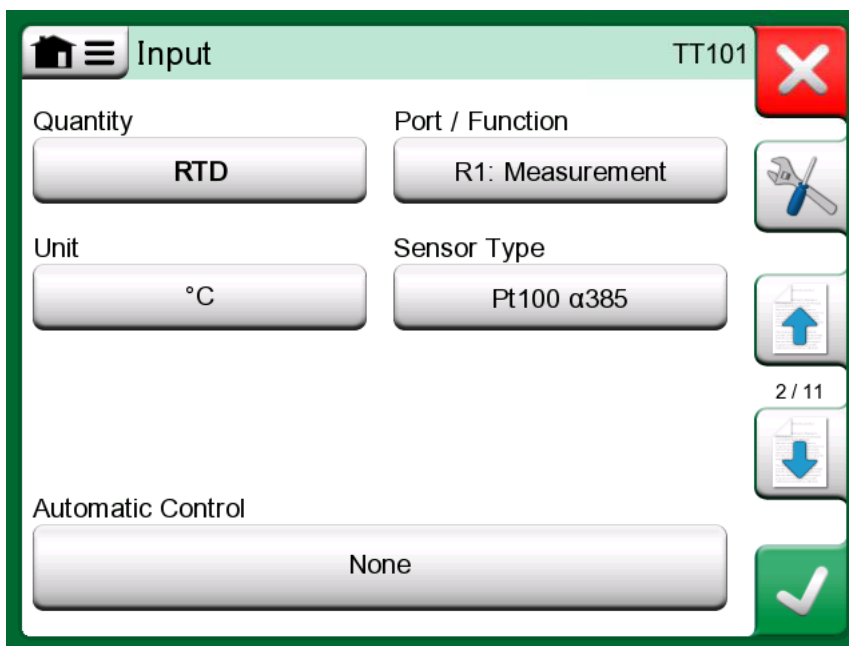 Input
TT101
Quantity
Port / Function
RTD
R1: Measurement
Unit
Sensor Type
°C
Pt100 α385
2 / 11
Automatic Control
None